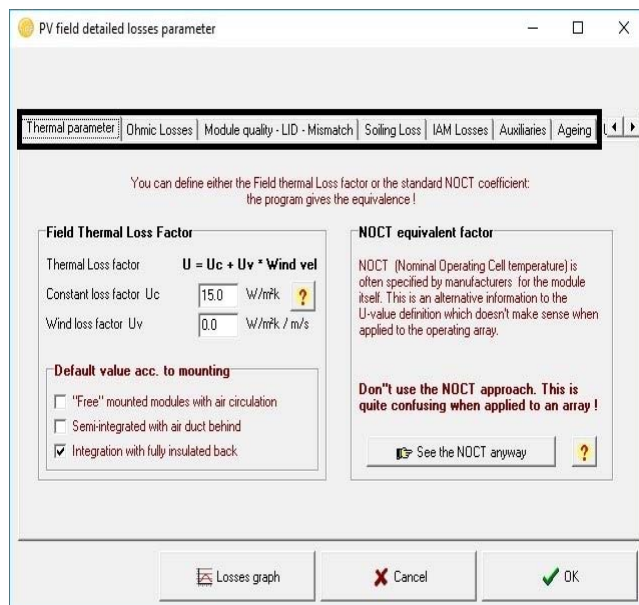 PV field detailed losses parameter
Thermal parameter Ohmic Losses Module quality - LID - Mismatch Soiling Loss IAM Losses Auxiliaries Ageing
You can define either the Field thermal Loss factor or the standard NOCT coefficient:
the program gives the equivalence !
Field Thermal Loss Factor
Thermal Loss factor U = Uc + Uv * Wind vel
Constant loss factor Uc 15.0 W/m²k ?
Wind loss factor Uv 0.0 W/m²k / m/s
Default value acc. to mounting
"Free" mounted modules with air circulation
Semi-integrated with air duct behind
Integration with fully insulated back
NOCT equivalent factor
NOCT (Nominal Operating Cell temperature) is
often specified by manufacturers for the module
itself. This is an alternative information to the
U-value definition which doesn't make sense when
applied to the operating array.
Don"t use the NOCT approach. This is
quite confusing when applied to an array !
See the NOCT anyway ?
Losses graph Cancel OK